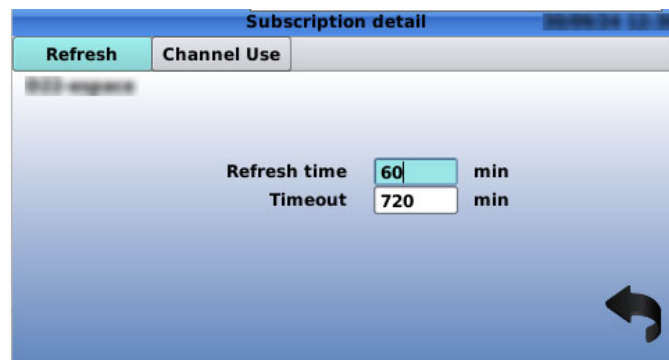 Subscription detail
Refresh Channel Use
Refresh time 60 min
Timeout 720 min